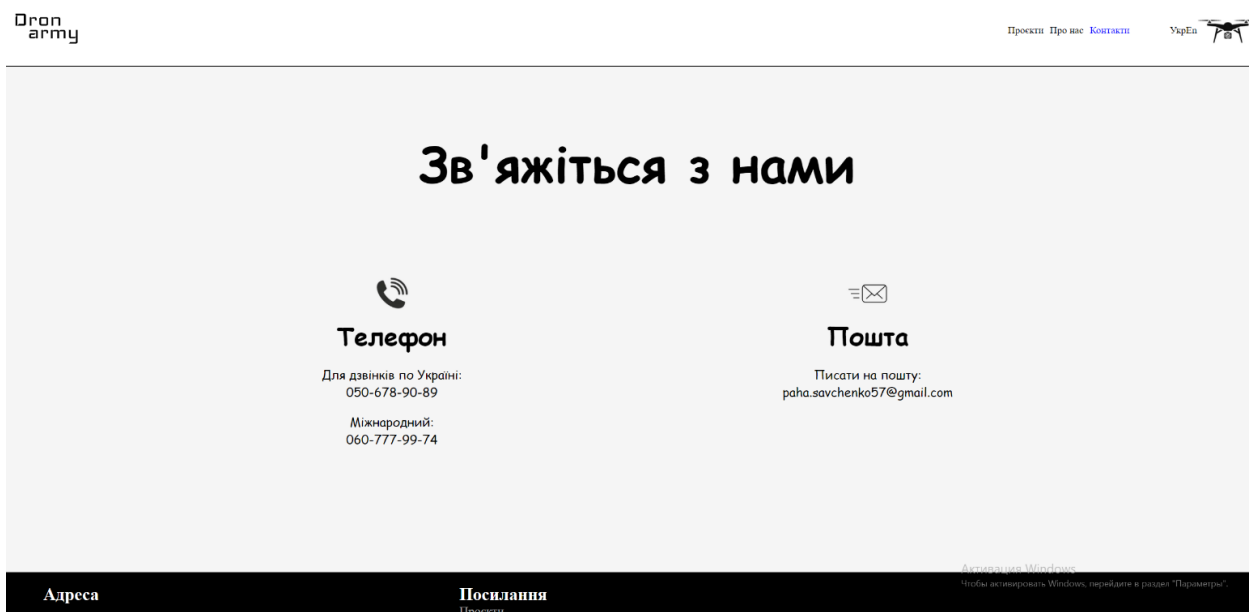 Dron
army
Проєкти Про нас Контакти УкрEn
Зв'яжіться з нами
Телефон
Для дзвінків по Україні:
050-678-90-89
Міжнародний:
060-777-99-74
Пошта
Писати на пошту:
paha.savchenko57@gmail.com
Активация Windows
Чтобы активировать Windows, перейдите в раздел "Параметры".
Адреса
Посилання
Проєкти